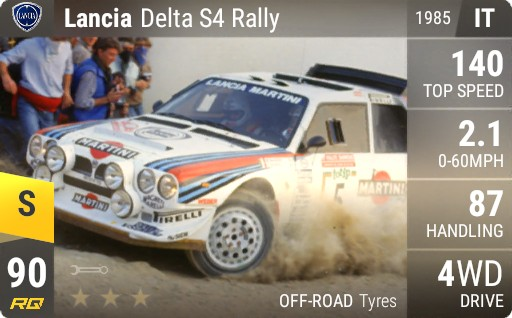 LANCIA
Lancia Delta S4 Rally
1985 IT
140
TOP SPEED
2.1
0-60MPH
87
HANDLING
4WD
DRIVE
S
90
RQ
OFF-ROAD Tyres
LANCIA MARTINI
MARTINI
MARTINI
PIRELLI
5